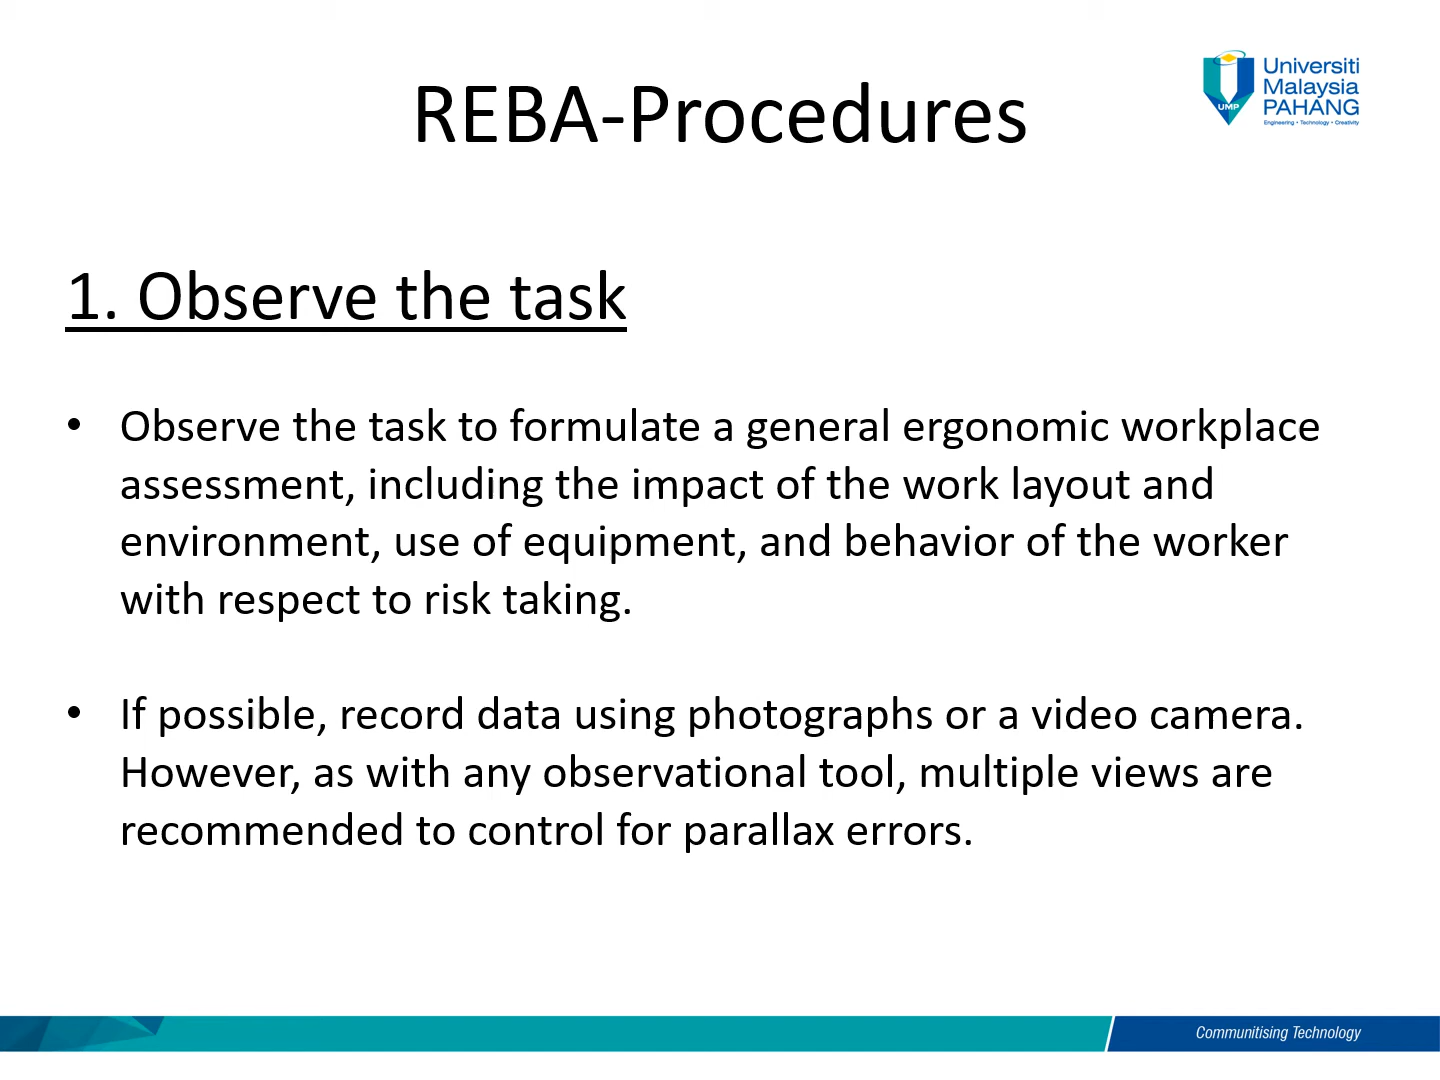 REBA-Procedures
Universiti
Malaysia
PAHANG
Engineering • Technology • Creativity
UMP
1. Observe the task
• Observe the task to formulate a general ergonomic workplace
assessment, including the impact of the work layout and
environment, use of equipment, and behavior of the worker
with respect to risk taking.
• If possible, record data using photographs or a video camera.
However, as with any observational tool, multiple views are
recommended to control for parallax errors.
Communitising Technology